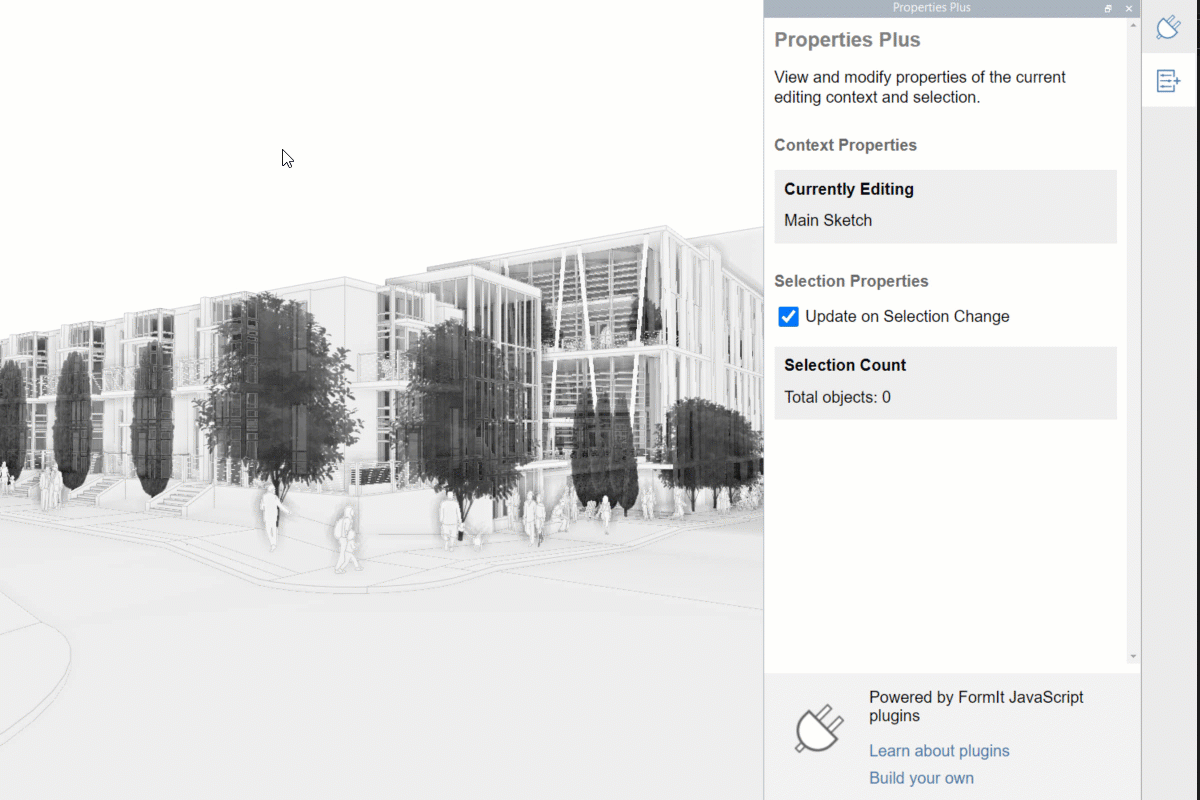 Properties Plus
Properties Plus
View and modify properties of the current
editing context and selection.
Context Properties
Currently Editing
Main Sketch
Selection Properties
Update on Selection Change
Selection Count
Total objects: 0
Powered by FormIt JavaScript
plugins
Learn about plugins
Build your own